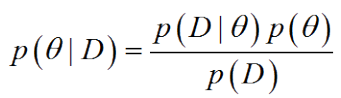 p(θ | D) = p(D | θ) p(θ) / p(D)